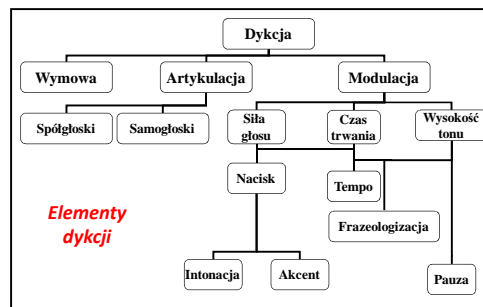 Dykcja
Wymowa
Artykulacja
Modulacja
Spółgłoski
Samogłoski
Siła
głosu
Czas
trwania
Wysokość
tonu
Nacisk
Tempo
Frazeologizacja
Elementy
dykcji
Intonacja
Akcent
Pauza